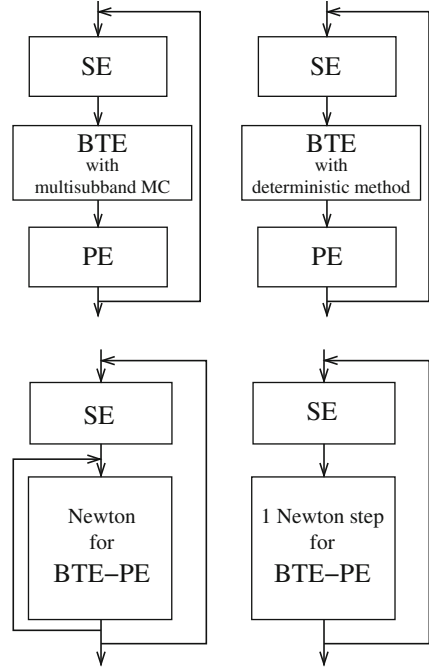 SE
BTE
with
multisubband MC
PE
SE
BTE
with
deterministic method
PE
SE
Newton
for
BTE–PE
SE
1 Newton step
for
BTE–PE